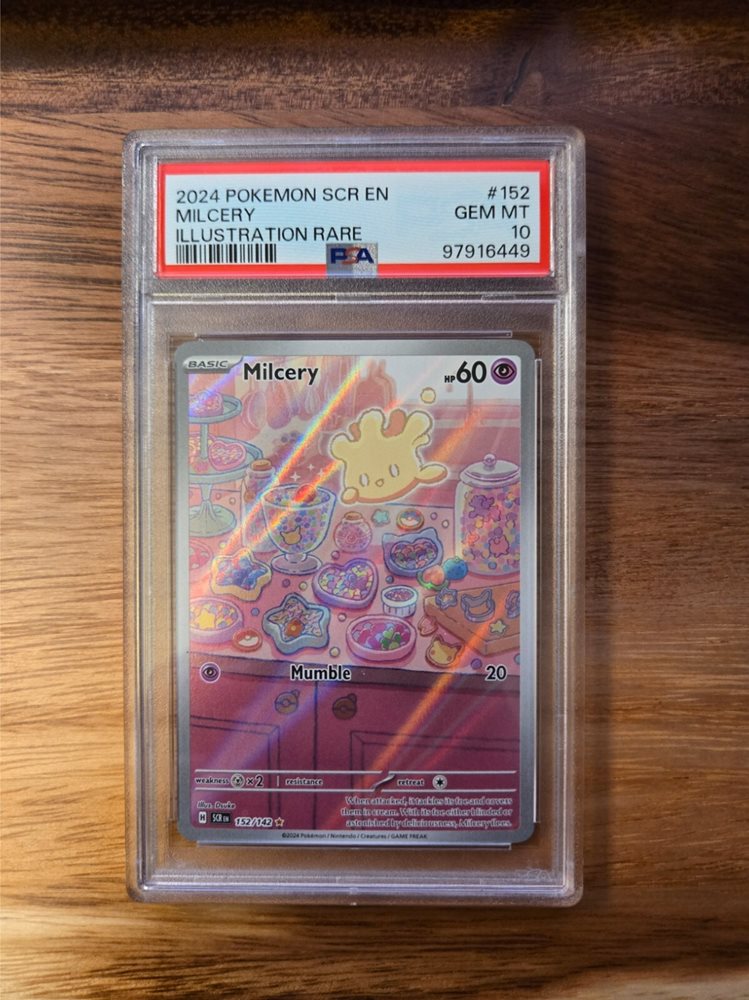 2024 POKEMON SCR EN #152
MILCERY GEM MT
ILLUSTRATION RARE 10
PSA 97916449
BASIC Milcery HP60
Mumble 20
weakness ×2 resistance retreat
Illus. Dsuke
H SCR EN 152/142
When attacked, it tackles its foe and covers
them in cream. With its foe either blinded or
astonished by deliciousness, Milcery flees.
©2024 Pokémon / Nintendo / Creatures / GAME FREAK